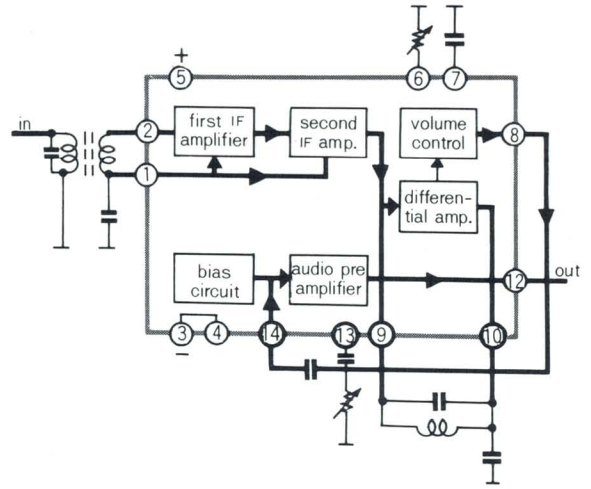 +
5
6
7
in
2
first IF
amplifier
second
IF amp.
volume
control
8
1
differen-
tial amp.
bias
circuit
audio pre
amplifier
12
out
3
4
14
13
9
10
−